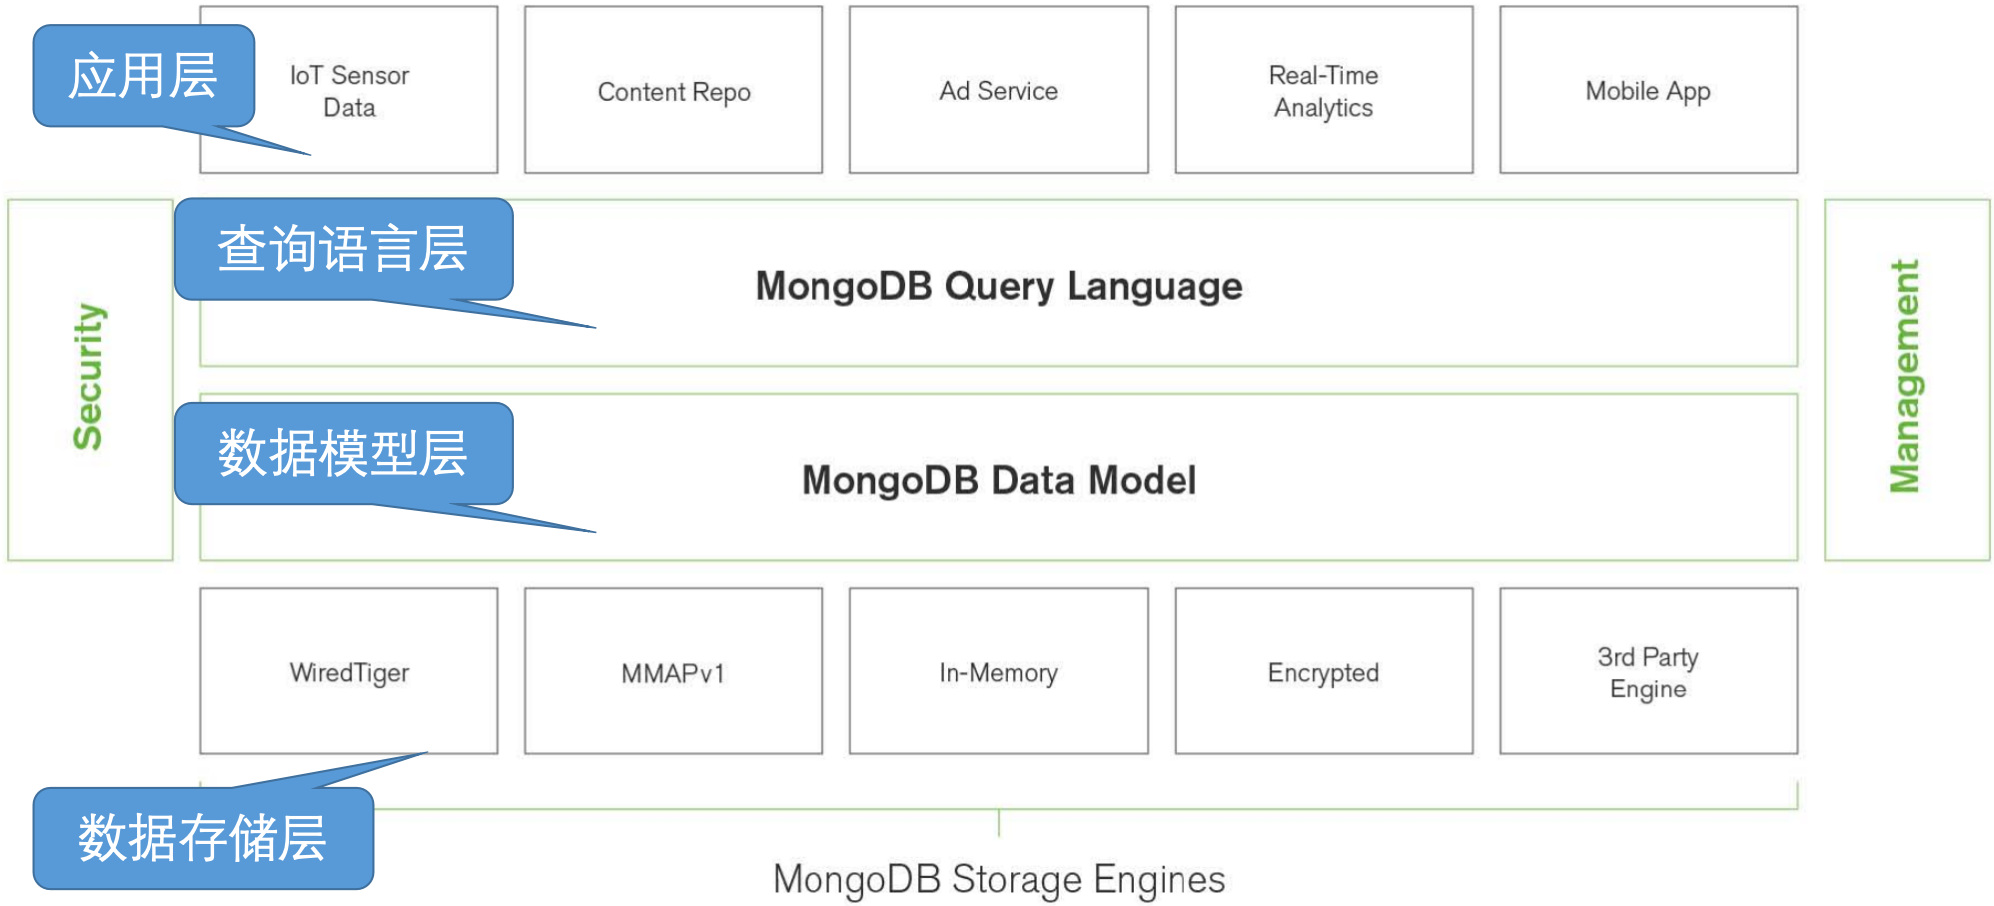 应用层
IoT Sensor
Data
Content Repo
Ad Service
Real-Time
Analytics
Mobile App
Security
查询语言层
MongoDB Query Language
Management
数据模型层
MongoDB Data Model
WiredTiger
MMAPv1
In-Memory
Encrypted
3rd Party
Engine
数据存储层
MongoDB Storage Engines